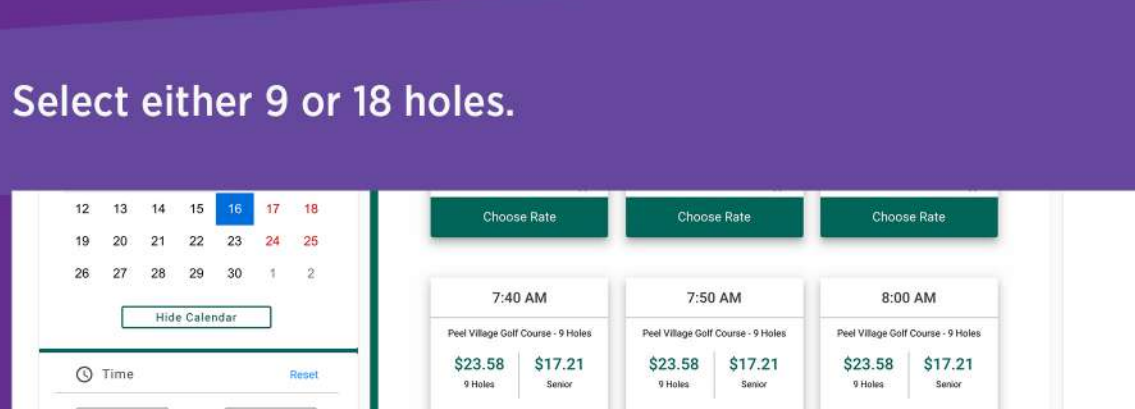 Select either 9 or 18 holes.
12 13 14 15 16 17 18
19 20 21 22 23 24 25
26 27 28 29 30 1 2
Hide Calendar
Time Reset
Choose Rate Choose Rate Choose Rate
7:40 AM 7:50 AM 8:00 AM
Peel Village Golf Course - 9 Holes Peel Village Golf Course - 9 Holes Peel Village Golf Course - 9 Holes
$23.58 $17.21 $23.58 $17.21 $23.58 $17.21
9 Holes Senior 9 Holes Senior 9 Holes Senior